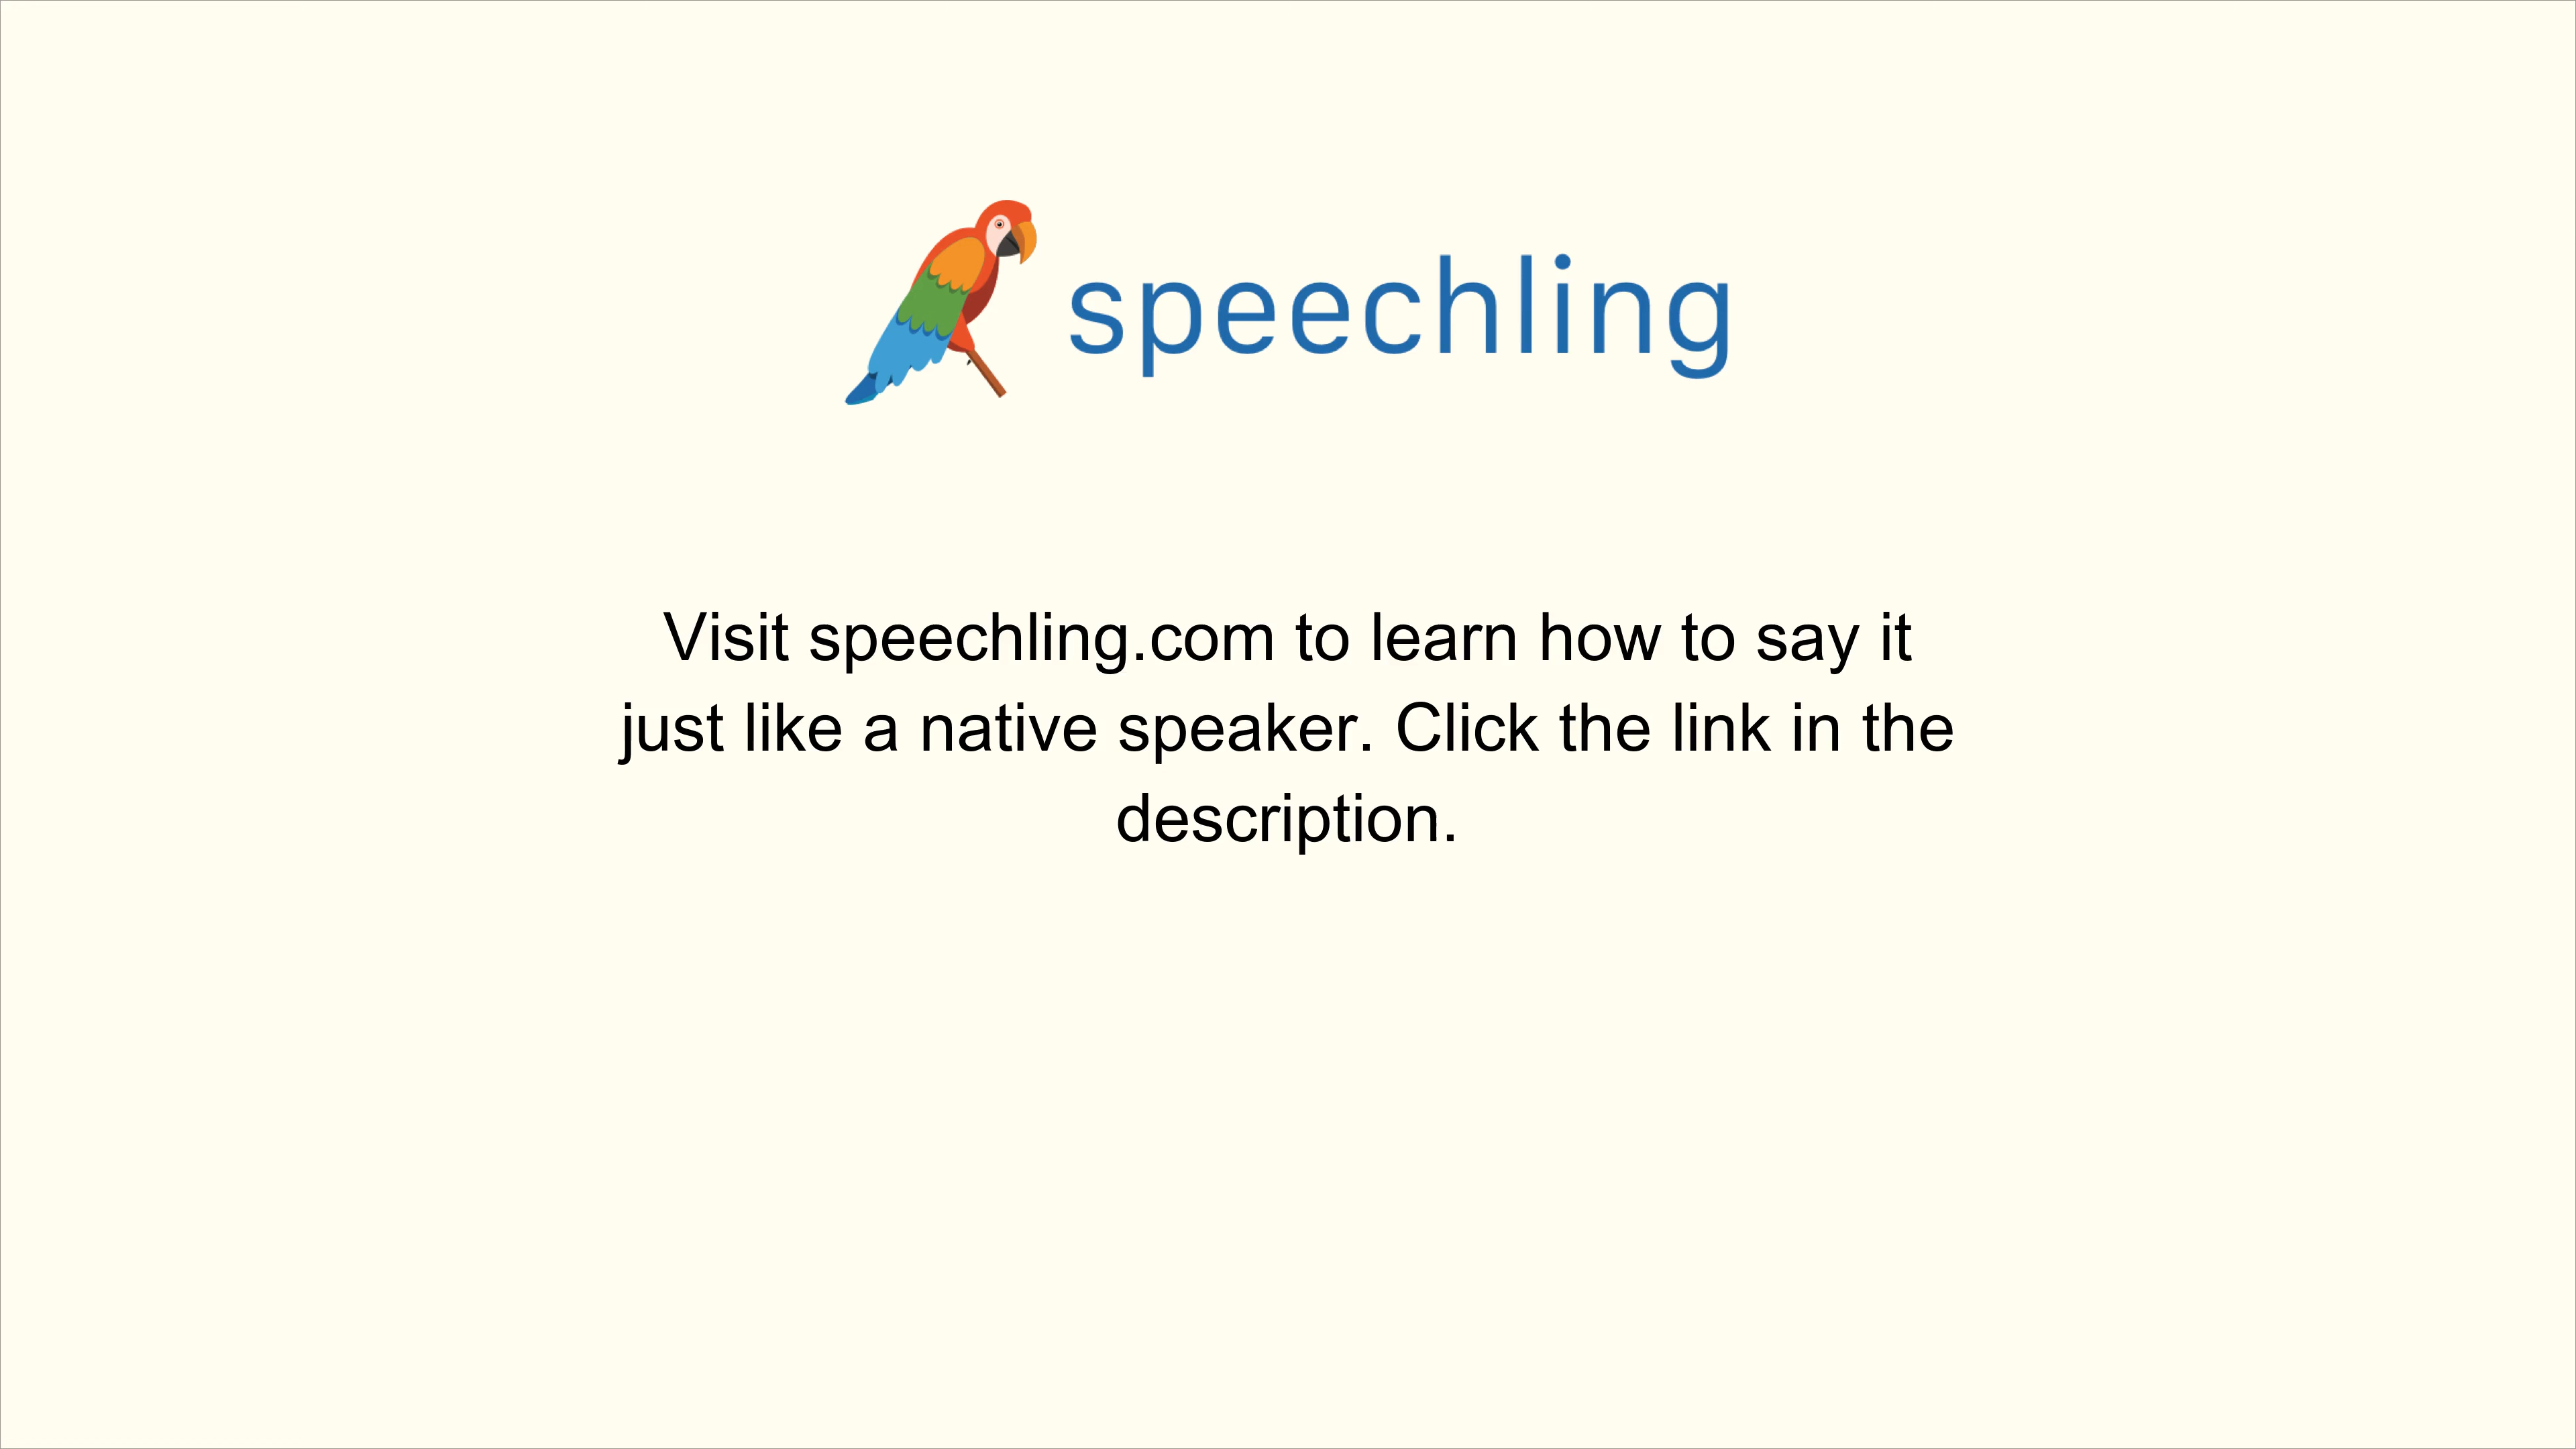 speechling
Visit speechling.com to learn how to say it
just like a native speaker. Click the link in the
description.